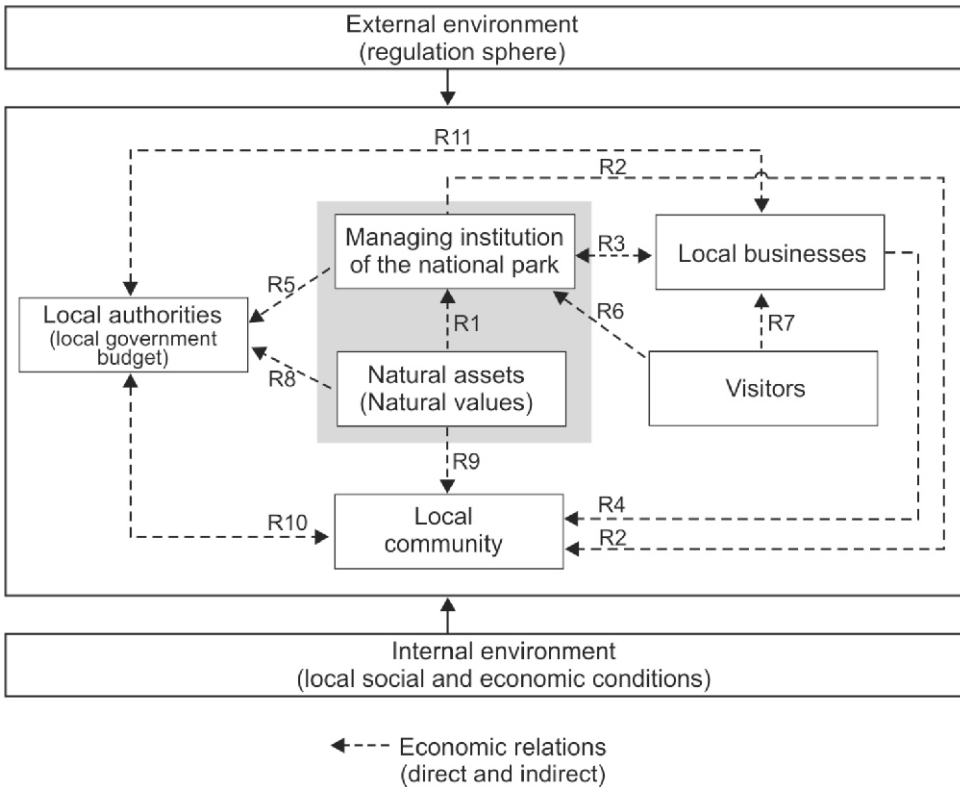 External environment
(regulation sphere)
R11
R2
Managing institution
of the national park
R3
Local businesses
R5
R6
R1
R7
Local authorities
(local government
budget)
R8
Natural assets
(Natural values)
Visitors
R9
R4
R10
Local
community
R2
Internal environment
(local social and economic conditions)
Economic relations
(direct and indirect)